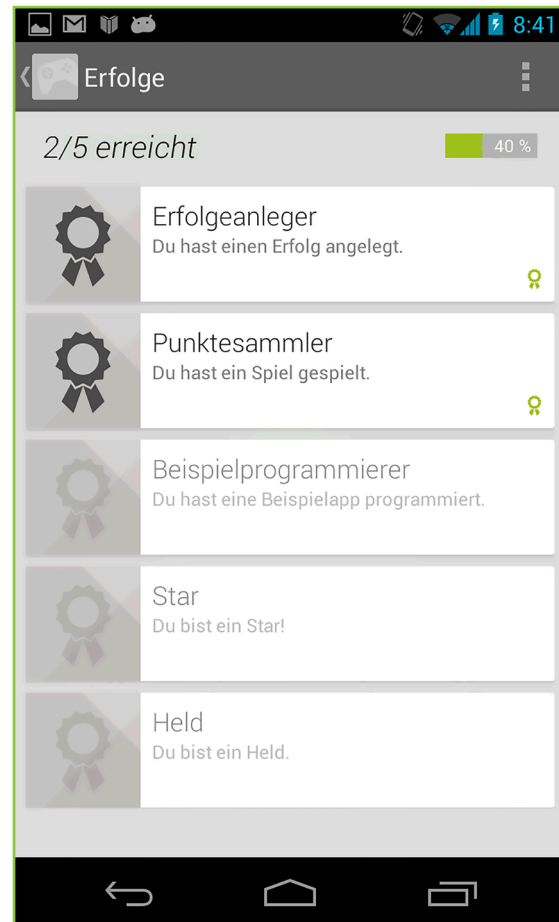 8:41
Erfolge
2/5 erreicht
40 %
Erfolgeanleger
Du hast einen Erfolg angelegt.
Punktesammler
Du hast ein Spiel gespielt.
Beispielprogrammierer
Du hast eine Beispielapp programmiert.
Star
Du bist ein Star!
Held
Du bist ein Held.